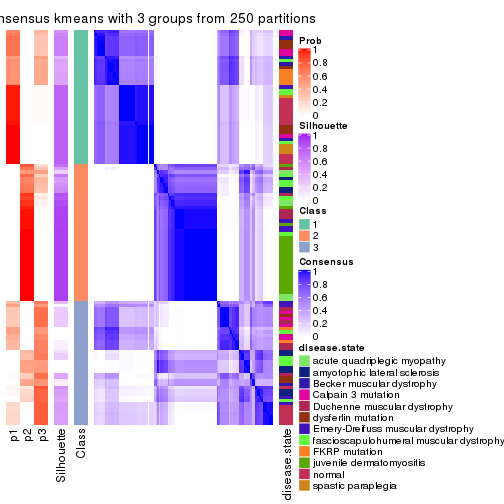 nsensus kmeans with 3 groups from 250 partitions
Prob
1
0.8
0.6
0.4
0.2
0
Silhouette
1
0.8
0.6
0.4
0.2
0
Class
1
2
3
Consensus
1
0.8
0.6
0.4
0.2
0
disease.state
acute quadriplegic myopathy
amyotophic lateral sclerosis
Becker muscular dystrophy
Calpain 3 mutation
Duchenne muscular dystrophy
dysferlin mutation
Emery-Dreifuss muscular dystrophy
fascioscapulohumeral muscular dystrophy
FKRP mutation
juvenile dermatomyositis
normal
spastic paraplegia
p1
p2
p3
Silhouette
Class
disease.state